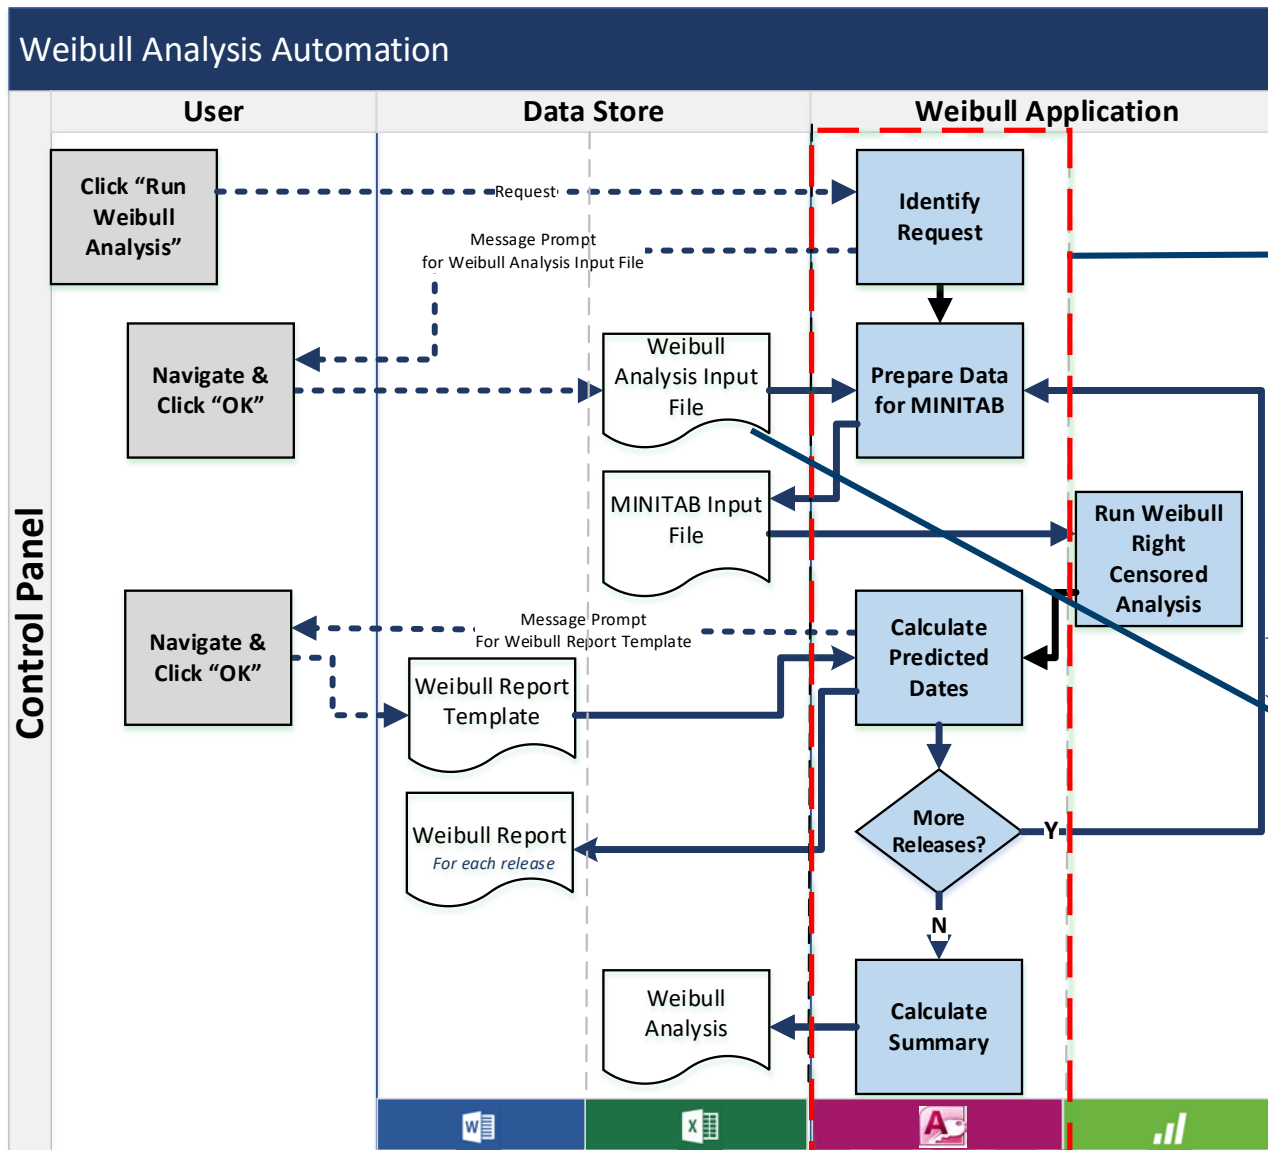 Weibull Analysis Automation
User
Data Store
Weibull Application
Control Panel
Click “Run
Weibull
Analysis”
Request
Identify
Request
Message Prompt
for Weibull Analysis Input File
Navigate &
Click “OK”
Weibull
Analysis Input
File
Prepare Data
for MINITAB
MINITAB Input
File
Run Weibull
Right
Censored
Analysis
Navigate &
Click “OK”
Message Prompt
For Weibull Report Template
Calculate
Predicted
Dates
Weibull Report
Template
More
Releases?
Y
Weibull Report
For each release
N
Weibull
Analysis
Calculate
Summary
W
X
A